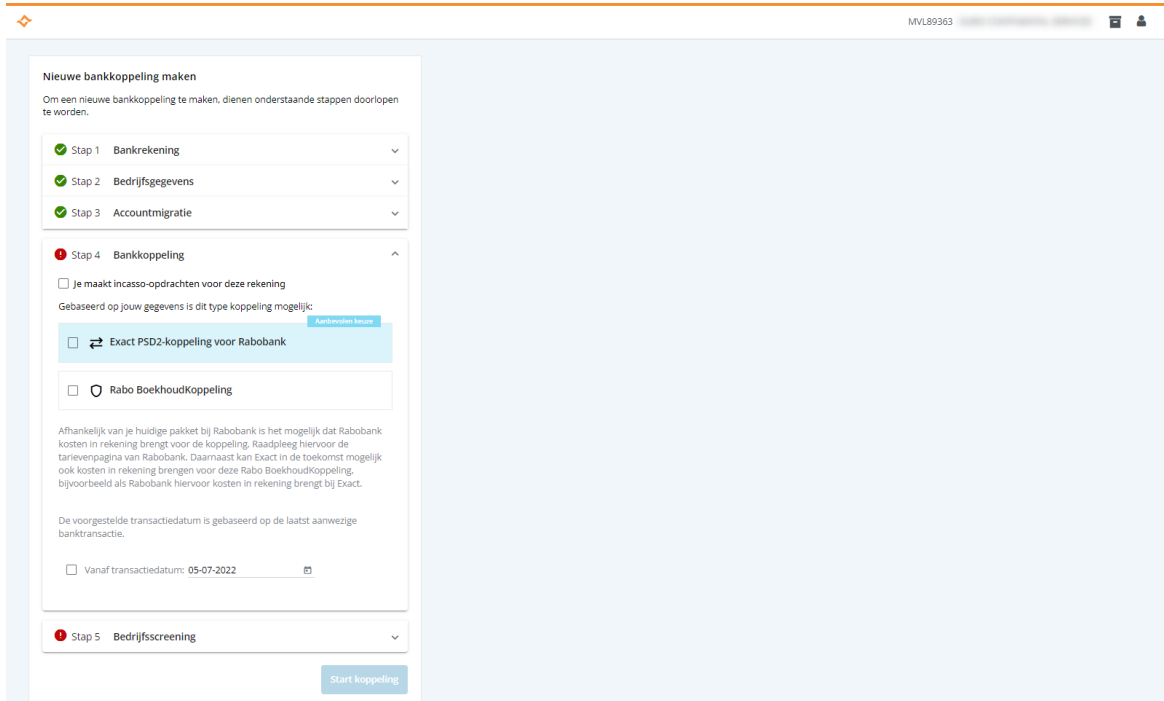 MVL89363
Nieuwe bankkoppeling maken
Om een nieuwe bankkoppeling te maken, dienen onderstaande stappen doorlopen
te worden.
Stap 1 Bankrekening
Stap 2 Bedrijfsgegevens
Stap 3 Accountmigratie
Stap 4 Bankkoppeling
Je maakt incasso-opdrachten voor deze rekening
Gebaseerd op jouw gegevens is dit type koppeling mogelijk:
Aanbevolen keuze
Exact PSD2-koppeling voor Rabobank
Rabo BoekhoudKoppeling
Afhankelijk van je huidige pakket bij Rabobank is het mogelijk dat Rabobank
kosten in rekening brengt voor de koppeling. Raadpleeg hiervoor de
tarievenpagina van Rabobank. Daarnaast kan Exact in de toekomst mogelijk
ook kosten in rekening brengen voor deze Rabo BoekhoudKoppeling,
bijvoorbeeld als Rabobank hiervoor kosten in rekening brengt bij Exact.
De voorgestelde transactiedatum is gebaseerd op de laatst aanwezige
banktransactie.
Vanaf transactiedatum: 05-07-2022
Stap 5 Bedrijfsscreening
Start koppeling